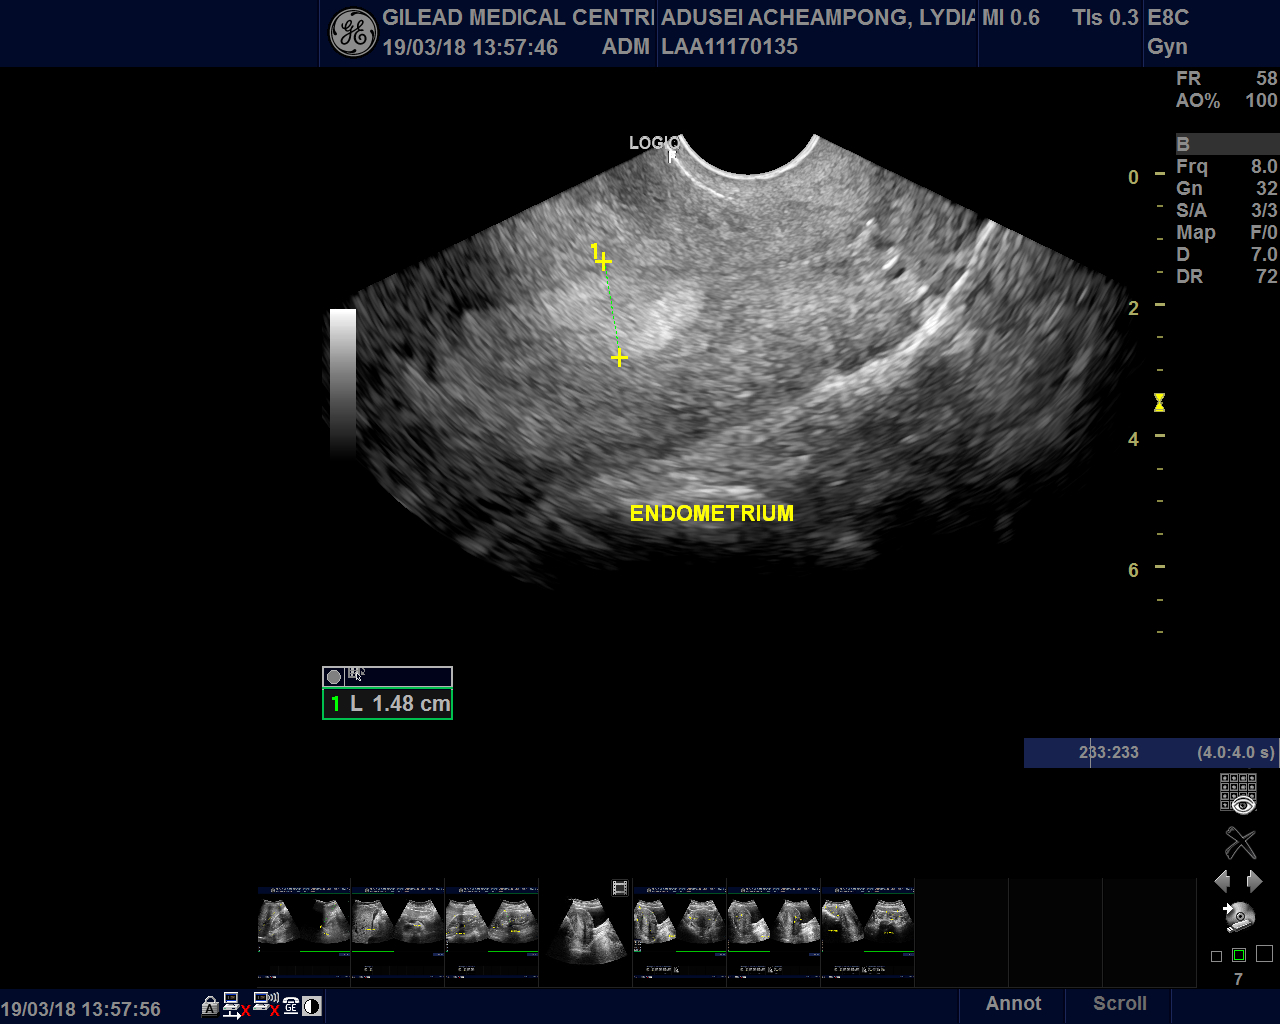 GILEAD MEDICAL CENTRE ADUSEI ACHEAMPONG, LYDIA MI 0.6 TIs 0.3 E8C
19/03/18 13:57:46 ADM LAA11170135 Gyn
FR 58
AO% 100
LOGIQ
B
Frq 8.0
Gn 32
S/A 3/3
Map F/0
D 7.0
DR 72
0
1
2
4
ENDOMETRIUM
6
1 L 1.48 cm
233:233 (4.0:4.0 s)
7
19/03/18 13:57:56 Annot Scroll